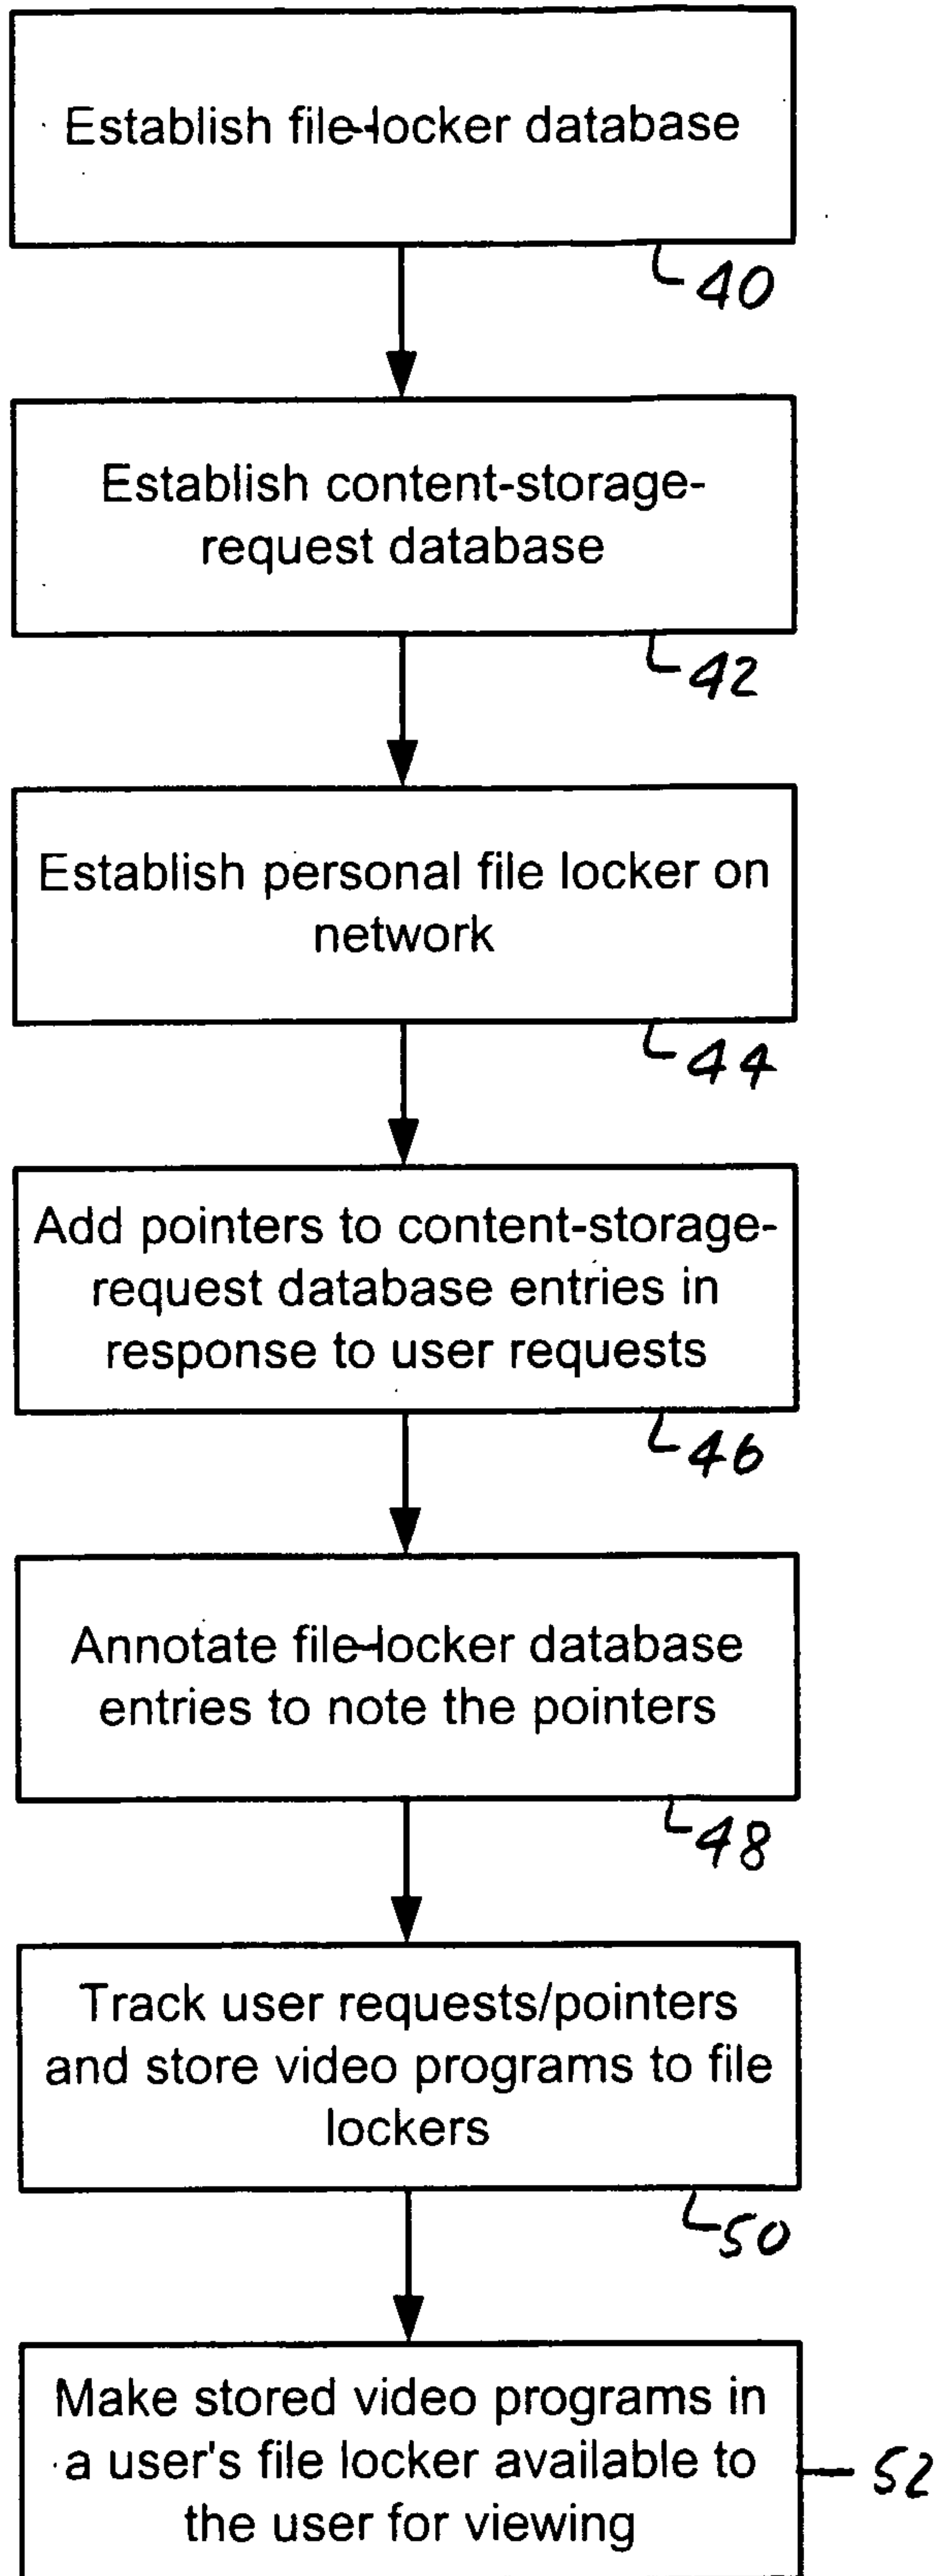 Establish file-locker database
40
Establish content-storage-
request database
42
Establish personal file locker on
network
44
Add pointers to content-storage-
request database entries in
response to user requests
46
Annotate file-locker database
entries to note the pointers
48
Track user requests/pointers
and store video programs to file
lockers
50
Make stored video programs in
a user's file locker available to
the user for viewing
52